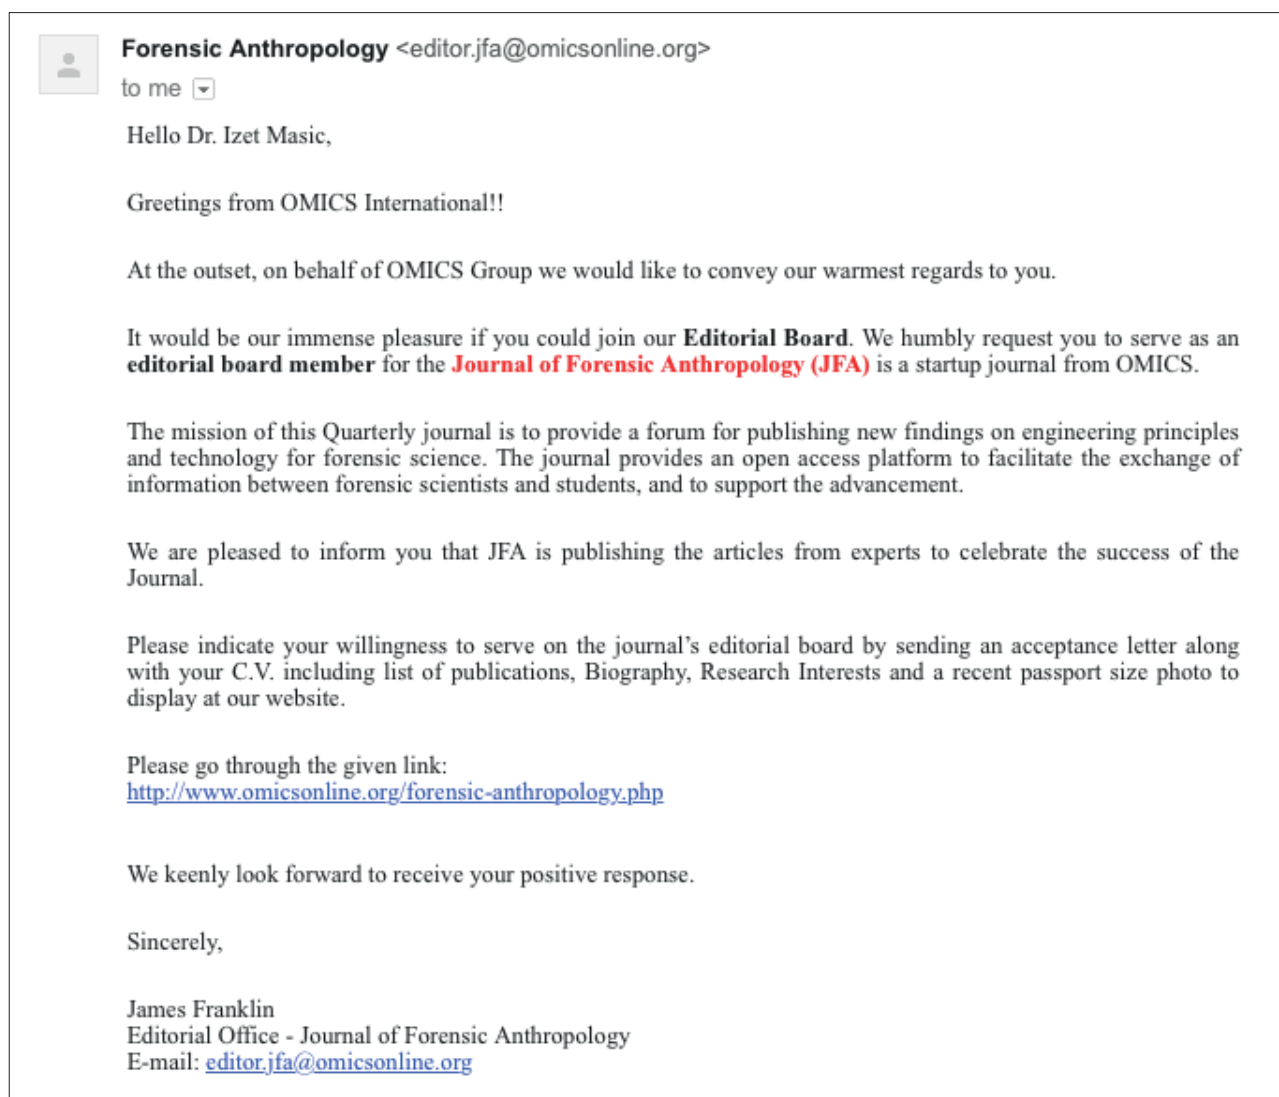 Forensic Anthropology <editor.jfa@omicsonline.org>
to me
Hello Dr. Izet Masic,
Greetings from OMICS International!!
At the outset, on behalf of OMICS Group we would like to convey our warmest regards to you.
It would be our immense pleasure if you could join our Editorial Board. We humbly request you to serve as an
editorial board member for the Journal of Forensic Anthropology (JFA) is a startup journal from OMICS.
The mission of this Quarterly journal is to provide a forum for publishing new findings on engineering principles
and technology for forensic science. The journal provides an open access platform to facilitate the exchange of
information between forensic scientists and students, and to support the advancement.
We are pleased to inform you that JFA is publishing the articles from experts to celebrate the success of the
Journal.
Please indicate your willingness to serve on the journal’s editorial board by sending an acceptance letter along
with your C.V. including list of publications, Biography, Research Interests and a recent passport size photo to
display at our website.
Please go through the given link:
http://www.omicsonline.org/forensic-anthropology.php
We keenly look forward to receive your positive response.
Sincerely,
James Franklin
Editorial Office - Journal of Forensic Anthropology
E-mail: editor.jfa@omicsonline.org